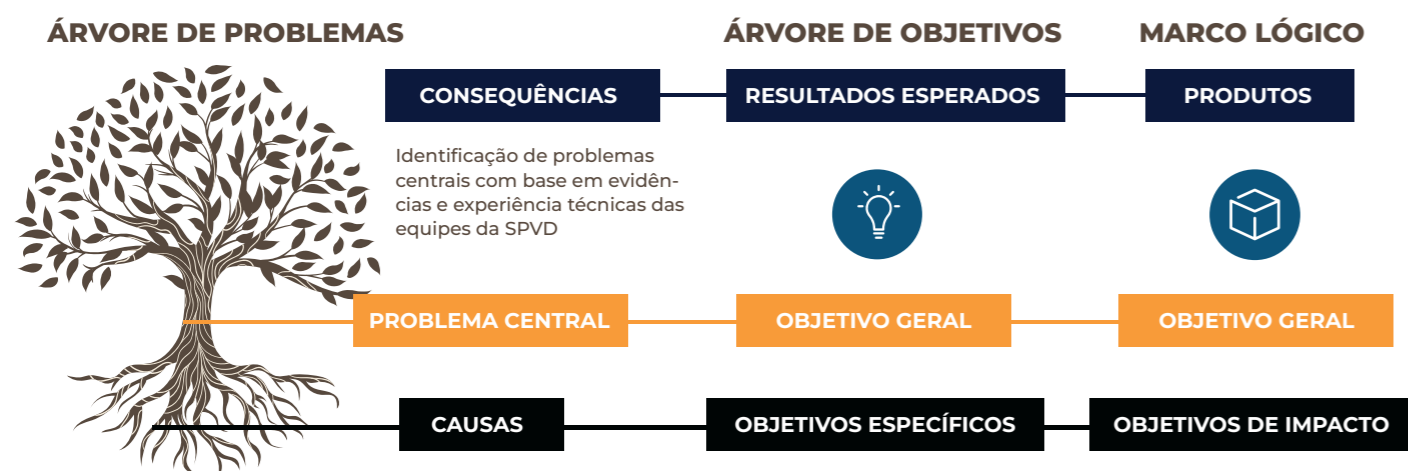 ÁRVORE DE PROBLEMAS
ÁRVORE DE OBJETIVOS
MARCO LÓGICO
CONSEQUÊNCIAS
RESULTADOS ESPERADOS
PRODUTOS
Identificação de problemas
centrais com base em evidên-
cias e experiência técnicas das
equipes da SPVD
PROBLEMA CENTRAL
OBJETIVO GERAL
OBJETIVO GERAL
CAUSAS
OBJETIVOS ESPECÍFICOS
OBJETIVOS DE IMPACTO